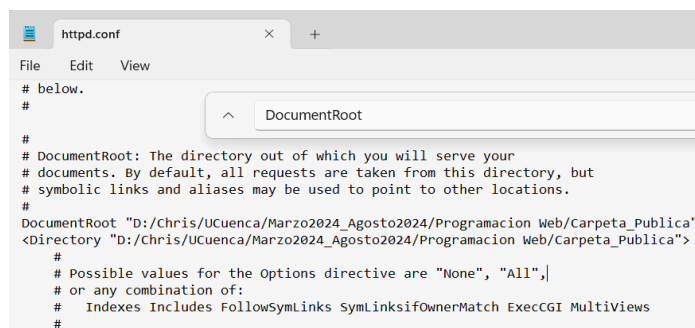 httpd.conf
File Edit View
# below.
#
DocumentRoot
#
# DocumentRoot: The directory out of which you will serve your
# documents. By default, all requests are taken from this directory, but
# symbolic links and aliases may be used to point to other locations.
#
DocumentRoot "D:/Chris/UCuenca/Marzo2024_Agosto2024/Programacion Web/Carpeta_Publica"
<Directory "D:/Chris/UCuenca/Marzo2024_Agosto2024/Programacion Web/Carpeta_Publica">
#
# Possible values for the Options directive are "None", "All",
# or any combination of:
#   Indexes Includes FollowSymLinks SymLinksifOwnerMatch ExecCGI MultiViews
#